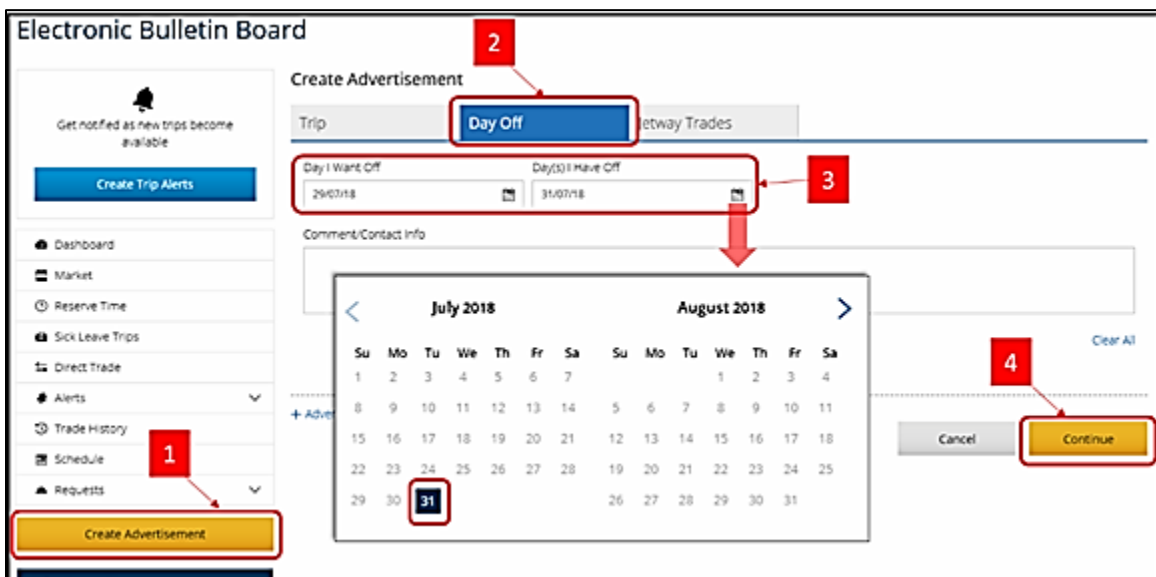 Electronic Bulletin Board
2
Get notified as new trips become
available
Create Trip Alerts
Dashboard
Market
Reserve Time
Sick Leave Trips
Direct Trade
Alerts
Trade History
Schedule
Requests
1
Create Advertisement
Create Advertisement
Trip
Day Off
etway Trades
Day I Want Off
Day(s) I Have Off
29/07/18
31/07/18
3
Comment/Contact Info
July 2018
August 2018
Su Mo Tu We Th Fr Sa
1 2 3 4 5 6 7
8 9 10 11 12 13 14
15 16 17 18 19 20 21
22 23 24 25 26 27 28
29 30 31
Su Mo Tu We Th Fr Sa
1 2 3 4
5 6 7 8 9 10 11
12 13 14 15 16 17 18
19 20 21 22 23 24 25
26 27 28 29 30 31
Clear All
+ Adver
4
Cancel
Continue